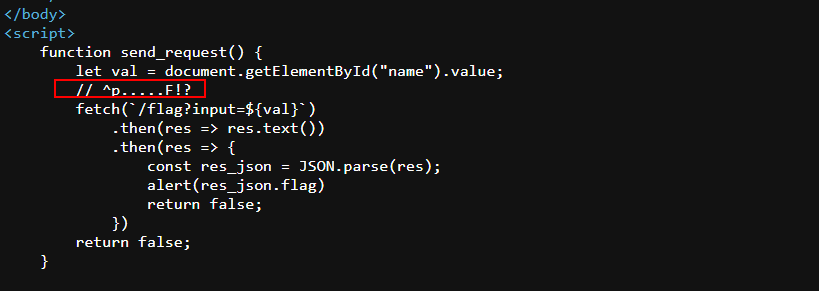 </body>
<script>
function send_request() {
let val = document.getElementById("name").value;
// ^p.....F!?
fetch(`/flag?input=${val}`)
.then(res => res.text())
.then(res => {
const res_json = JSON.parse(res);
alert(res_json.flag)
return false;
})
return false;
}